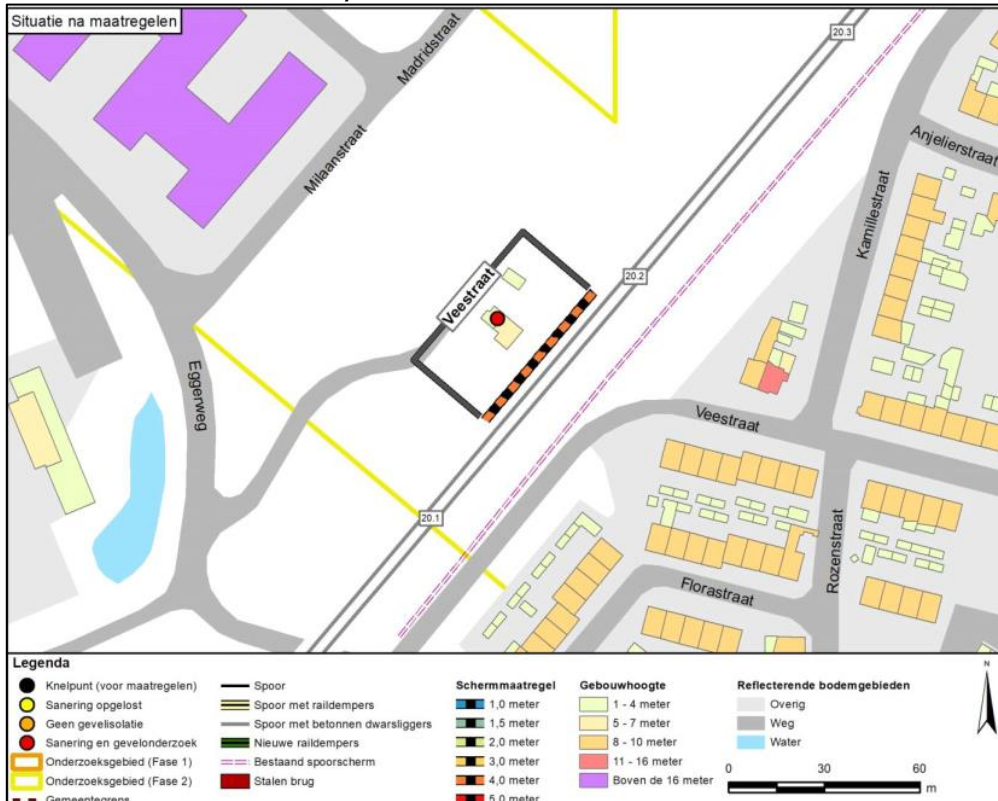 Situatie na maatregelen
Madridstraat
20.3
Milaanstraat
Anjelierstraat
Kamillestraat
Veestraat
20.2
Eggerweg
Veestraat
20.1
Rozenstraat
Florastraat
Legenda
Knelpunt (voor maatregelen)
Sanering opgelost
Geen gevelisolatie
Sanering en gevelonderzoek
Onderzoeksgebied (Fase 1)
Onderzoeksgebied (Fase 2)
Gemeentegrens
Spoor
Spoor met raildempers
Spoor met betonnen dwarsliggers
Nieuwe raildempers
Bestaand spoorscherm
Stalen brug
Schermmaatregel
1,0 meter
1,5 meter
2,0 meter
3,0 meter
4,0 meter
5,0 meter
Gebouwhoogte
1 - 4 meter
5 - 7 meter
8 - 10 meter
11 - 16 meter
Boven de 16 meter
Reflecterende bodemgebieden
Overig
Weg
Water
N
0 30 60
m